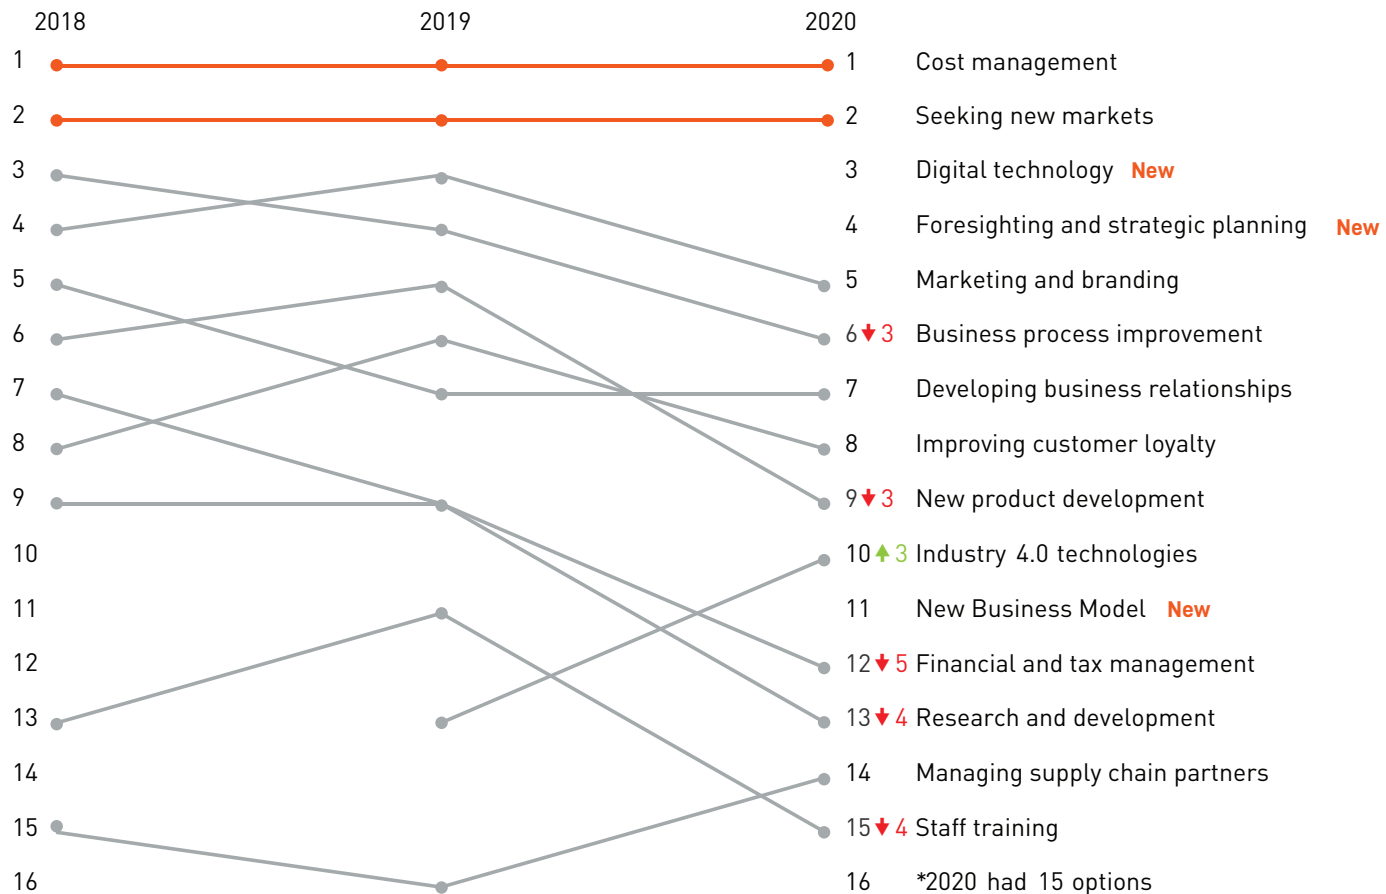 2018 2019 2020
1 1 Cost management
2 2 Seeking new markets
3 3 Digital technology New
4 4 Foresighting and strategic planning New
5 5 Marketing and branding
6 6 3 Business process improvement
7 7 Developing business relationships
8 8 Improving customer loyalty
9 9 3 New product development
10 10 3 Industry 4.0 technologies
11 11 New Business Model New
12 12 5 Financial and tax management
13 13 4 Research and development
14 14 Managing supply chain partners
15 15 4 Staff training
16 16 *2020 had 15 options